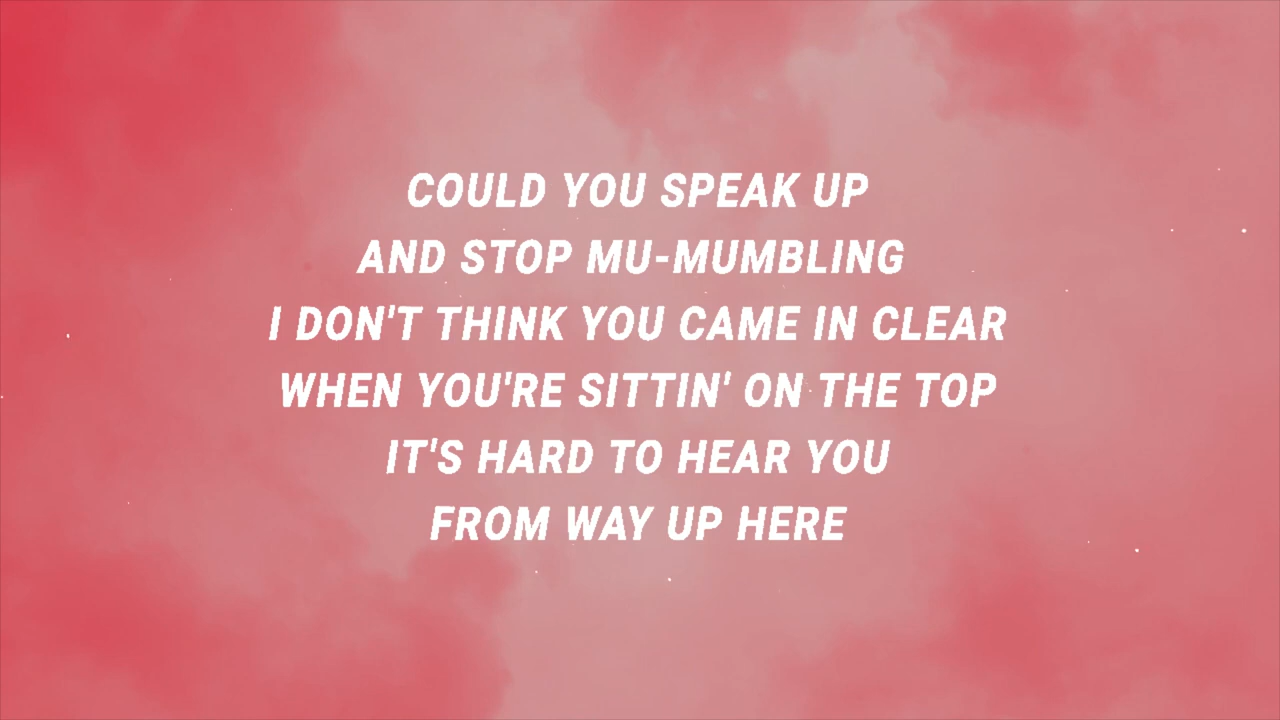 COULD YOU SPEAK UP
AND STOP MU-MUMBLING
I DON'T THINK YOU CAME IN CLEAR
WHEN YOU'RE SITTIN' ON THE TOP
IT'S HARD TO HEAR YOU
FROM WAY UP HERE